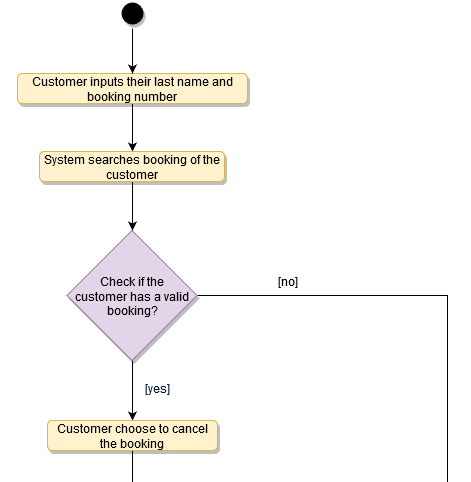 Customer inputs their last name and
booking number
System searches booking of the
customer
Check if the
customer has a valid
booking?
[no]
[yes]
Customer choose to cancel
the booking